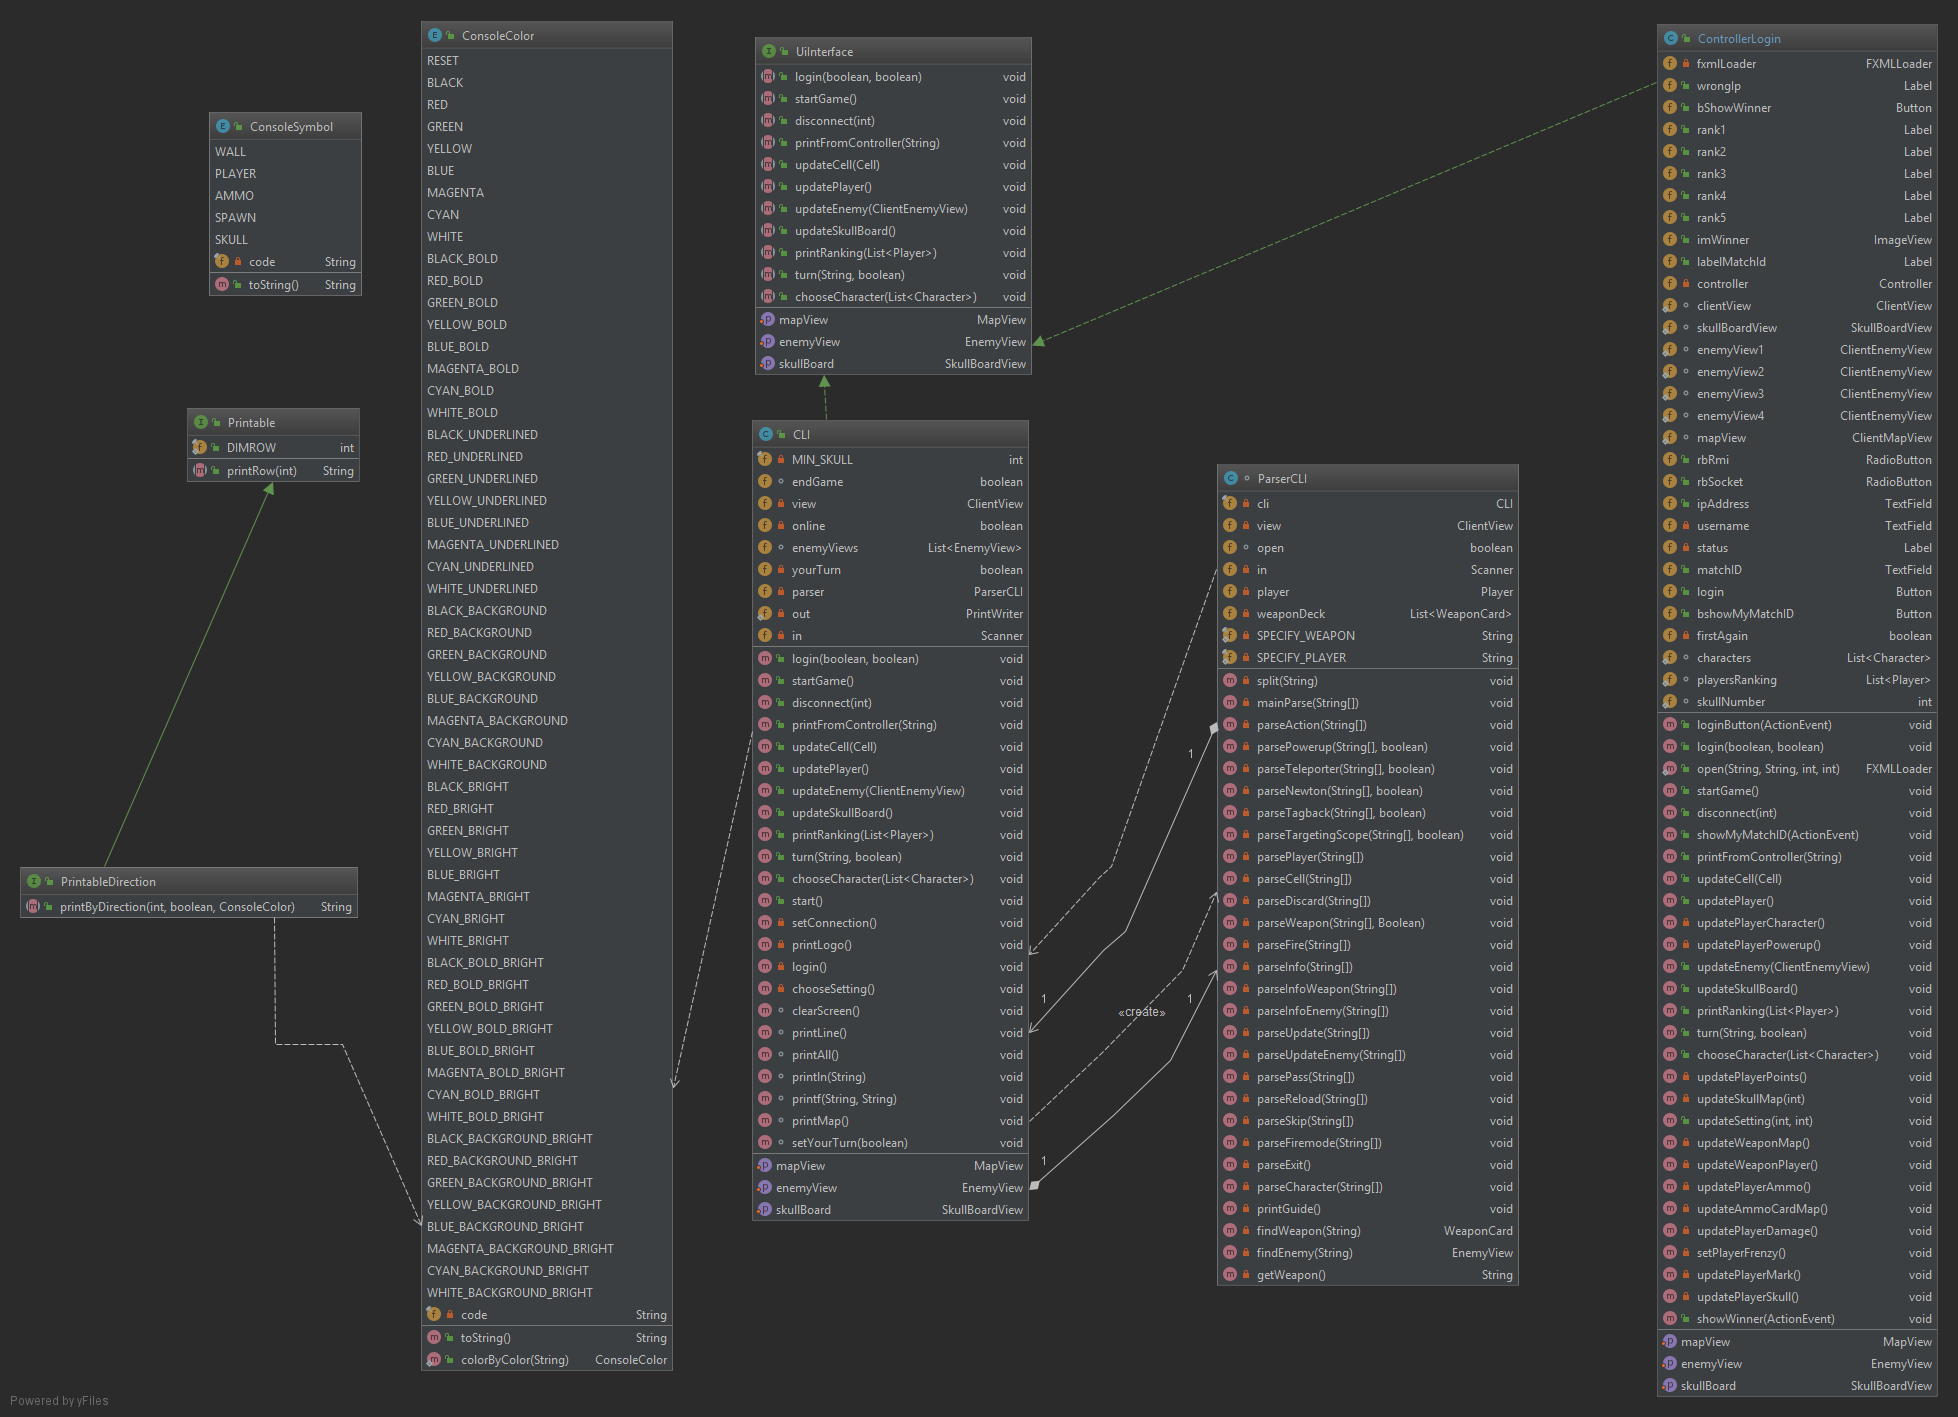 ConsoleSymbol
WALL
PLAYER
AMMO
SPAWN
SKULL
code String
toString() String
Printable
DIMROW int
printRow(int) String
PrintableDirection
printByDirection(int, boolean, ConsoleColor) String
ConsoleColor
RESET
BLACK
RED
GREEN
YELLOW
BLUE
MAGENTA
CYAN
WHITE
BLACK_BOLD
RED_BOLD
GREEN_BOLD
YELLOW_BOLD
BLUE_BOLD
MAGENTA_BOLD
CYAN_BOLD
WHITE_BOLD
BLACK_UNDERLINED
RED_UNDERLINED
GREEN_UNDERLINED
YELLOW_UNDERLINED
BLUE_UNDERLINED
MAGENTA_UNDERLINED
CYAN_UNDERLINED
WHITE_UNDERLINED
BLACK_BACKGROUND
RED_BACKGROUND
GREEN_BACKGROUND
YELLOW_BACKGROUND
BLUE_BACKGROUND
MAGENTA_BACKGROUND
CYAN_BACKGROUND
WHITE_BACKGROUND
BLACK_BRIGHT
RED_BRIGHT
GREEN_BRIGHT
YELLOW_BRIGHT
BLUE_BRIGHT
MAGENTA_BRIGHT
CYAN_BRIGHT
WHITE_BRIGHT
BLACK_BOLD_BRIGHT
RED_BOLD_BRIGHT
GREEN_BOLD_BRIGHT
YELLOW_BOLD_BRIGHT
BLUE_BOLD_BRIGHT
MAGENTA_BOLD_BRIGHT
CYAN_BOLD_BRIGHT
WHITE_BOLD_BRIGHT
BLACK_BACKGROUND_BRIGHT
RED_BACKGROUND_BRIGHT
GREEN_BACKGROUND_BRIGHT
YELLOW_BACKGROUND_BRIGHT
BLUE_BACKGROUND_BRIGHT
MAGENTA_BACKGROUND_BRIGHT
CYAN_BACKGROUND_BRIGHT
WHITE_BACKGROUND_BRIGHT
code String
toString() String
colorByColor(String) ConsoleColor
UiInterface
login(boolean, boolean) void
startGame() void
disconnect(int) void
printFromController(String) void
updateCell(Cell) void
updatePlayer() void
updateEnemy(ClientEnemyView) void
updateSkullBoard() void
printRanking(List<Player>) void
turn(String, boolean) void
chooseCharacter(List<Character>) void
mapView MapView
enemyView EnemyView
skullBoard SkullBoardView
CLI
MIN_SKULL int
endGame boolean
view ClientView
online boolean
enemyViews List<EnemyView>
yourTurn boolean
parser ParserCLI
out PrintWriter
in Scanner
login(boolean, boolean) void
startGame() void
disconnect(int) void
printFromController(String) void
updateCell(Cell) void
updatePlayer() void
updateEnemy(ClientEnemyView) void
updateSkullBoard() void
printRanking(List<Player>) void
turn(String, boolean) void
chooseCharacter(List<Character>) void
start() void
setConnection() void
printLogo() void
login() void
chooseSetting() void
clearScreen() void
printLine() void
printAll() void
println(String) void
printf(String, String) void
printMap() void
setYourTurn(boolean) void
mapView MapView
enemyView EnemyView
skullBoard SkullBoardView
1
1
«create»
1
1
ParserCLI
cli CLI
view ClientView
open boolean
in Scanner
player Player
weaponDeck List<WeaponCard>
SPECIFY_WEAPON String
SPECIFY_PLAYER String
split(String) void
mainParse(String[]) void
parseAction(String[]) void
parsePowerup(String[], boolean) void
parseTeleporter(String[], boolean) void
parseNewton(String[], boolean) void
parseTagback(String[], boolean) void
parseTargetingScope(String[], boolean) void
parsePlayer(String[]) void
parseCell(String[]) void
parseDiscard(String[]) void
parseWeapon(String[], Boolean) void
parseFire(String[]) void
parseInfo(String[]) void
parseInfoWeapon(String[]) void
parseInfoEnemy(String[]) void
parseUpdate(String[]) void
parseUpdateEnemy(String[]) void
parsePass(String[]) void
parseReload(String[]) void
parseSkip(String[]) void
parseFiremode(String[]) void
parseExit() void
parseCharacter(String[]) void
printGuide() void
findWeapon(String) WeaponCard
findEnemy(String) EnemyView
getWeapon() String
ControllerLogin
fxmlLoader FXMLLoader
wrongIp Label
bShowWinner Button
rank1 Label
rank2 Label
rank3 Label
rank4 Label
rank5 Label
imWinner ImageView
labelMatchId Label
controller Controller
clientView ClientView
skullBoardView SkullBoardView
enemyView1 ClientEnemyView
enemyView2 ClientEnemyView
enemyView3 ClientEnemyView
enemyView4 ClientEnemyView
mapView ClientMapView
rbRmi RadioButton
rbSocket RadioButton
ipAddress TextField
username TextField
status Label
matchID TextField
login Button
bshowMyMatchID Button
firstAgain boolean
characters List<Character>
playersRanking List<Player>
skullNumber int
loginButton(ActionEvent) void
login(boolean, boolean) void
open(String, String, int, int) FXMLLoader
startGame() void
disconnect(int) void
showMyMatchID(ActionEvent) void
printFromController(String) void
updateCell(Cell) void
updatePlayer() void
updatePlayerCharacter() void
updatePlayerPowerup() void
updateEnemy(ClientEnemyView) void
updateSkullBoard() void
printRanking(List<Player>) void
turn(String, boolean) void
chooseCharacter(List<Character>) void
updatePlayerPoints() void
updateSkullMap(int) void
updateSetting(int, int) void
updateWeaponMap() void
updateWeaponPlayer() void
updatePlayerAmmo() void
updateAmmoCardMap() void
updatePlayerDamage() void
setPlayerFrenzy() void
updatePlayerMark() void
updatePlayerSkull() void
showWinner(ActionEvent) void
mapView MapView
enemyView EnemyView
skullBoard SkullBoardView
Powered by yFiles